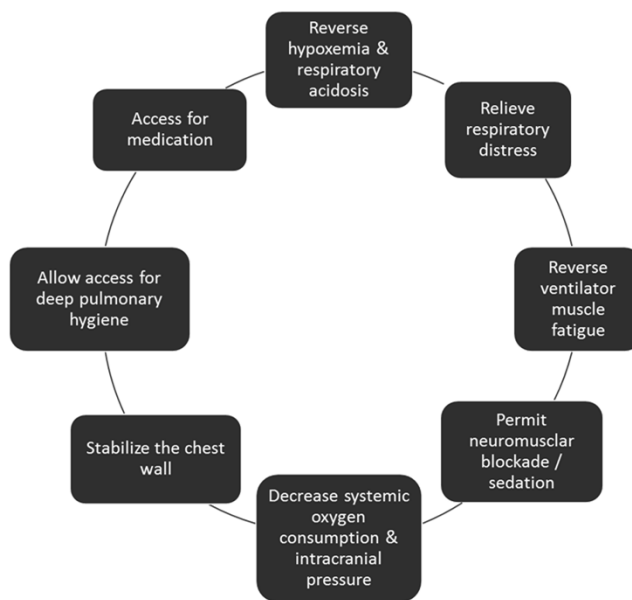 Reverse
hypoxemia &
respiratory
acidosis
Relieve
respiratory
distress
Reverse
ventilator
muscle
fatigue
Permit
neuromusclar
blockade /
sedation
Decrease systemic
oxygen
consumption &
intracranial
pressure
Stabilize the chest
wall
Allow access for
deep pulmonary
hygiene
Access for
medication